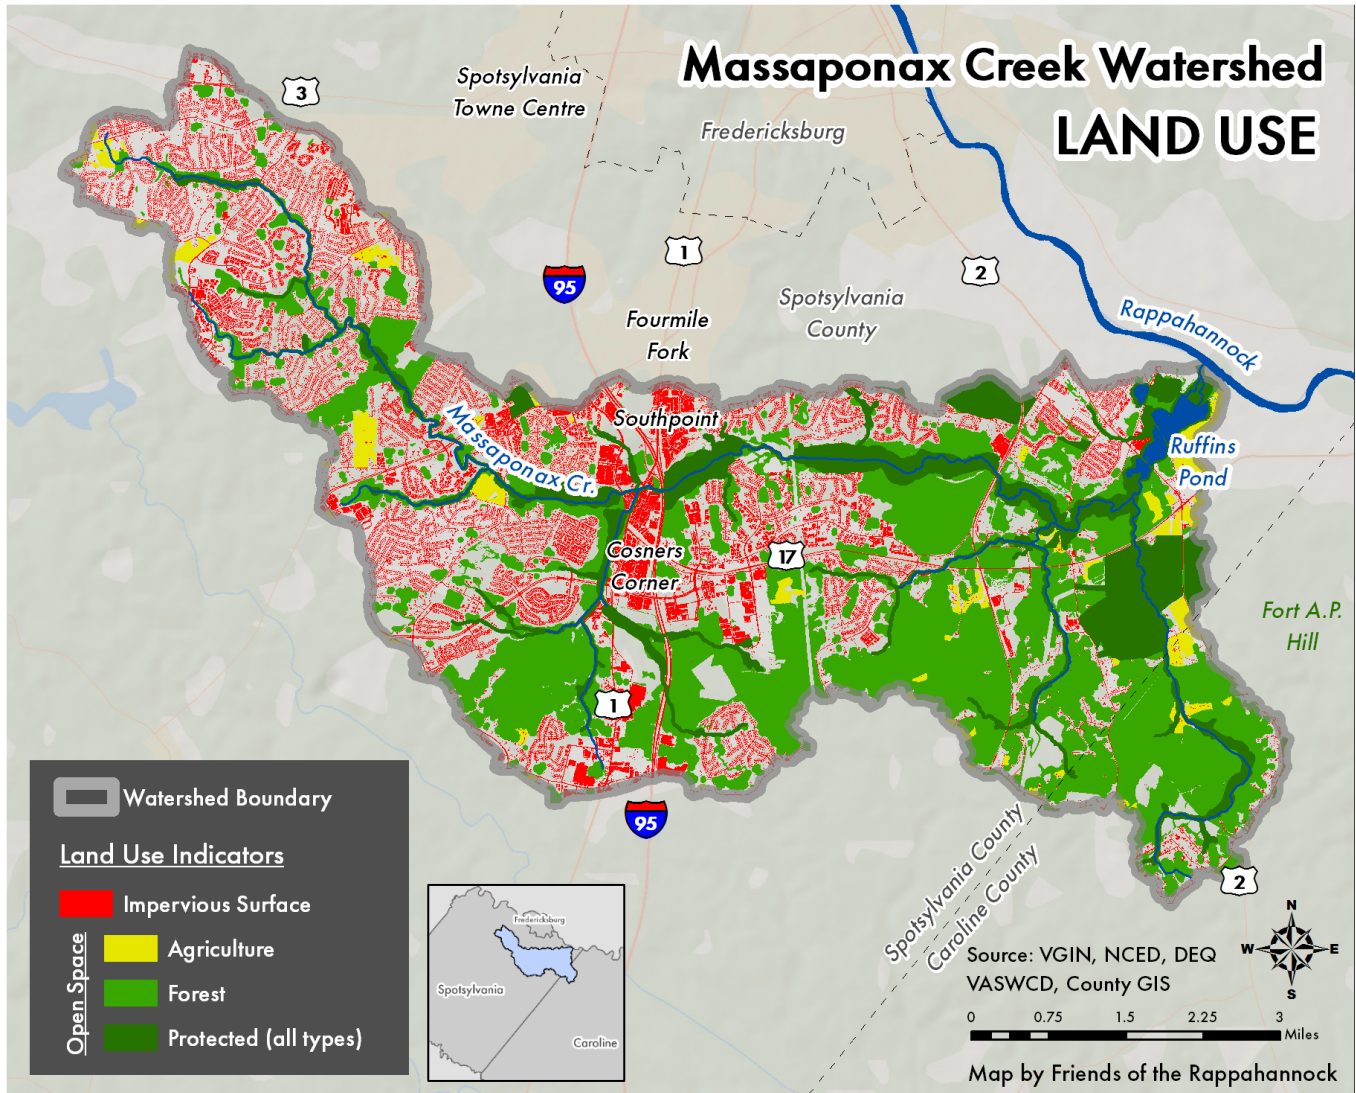 Massaponax Creek Watershed
LAND USE
Spotsylvania
Towne Centre
3
Fredericksburg
1
95
2
Spotsylvania
County
Fourmile
Fork
Rappahannock
Southpoint
Massaponax Cr.
Ruffins
Pond
Cosners
Corner
17
Fort A.P.
Hill
1
95
2
Spotsylvania County
Caroline County
Watershed Boundary
Land Use Indicators
Impervious Surface
Open Space
Agriculture
Forest
Protected (all types)
Fredericksburg
Spotsylvania
Caroline
N
W
E
S
Source: VGIN, NCED, DEQ
VASWCD, County GIS
0 0.75 1.5 2.25 3
Miles
Map by Friends of the Rappahannock